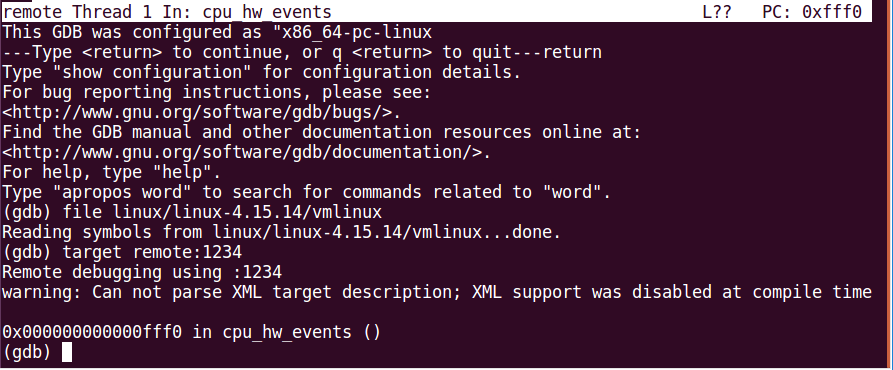 remote Thread 1 In: cpu_hw_events L?? PC: 0xfff0
This GDB was configured as "x86_64-pc-linux
---Type <return> to continue, or q <return> to quit---return
Type "show configuration" for configuration details.
For bug reporting instructions, please see:
<http://www.gnu.org/software/gdb/bugs/>.
Find the GDB manual and other documentation resources online at:
<http://www.gnu.org/software/gdb/documentation/>.
For help, type "help".
Type "apropos word" to search for commands related to "word".
(gdb) file linux/linux-4.15.14/vmlinux
Reading symbols from linux/linux-4.15.14/vmlinux...done.
(gdb) target remote:1234
Remote debugging using :1234
warning: Can not parse XML target description; XML support was disabled at compile time
0x000000000000fff0 in cpu_hw_events ()
(gdb)